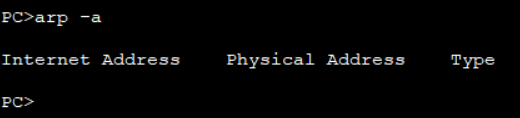 PC>arp -a
Internet Address    Physical Address    Type
PC>